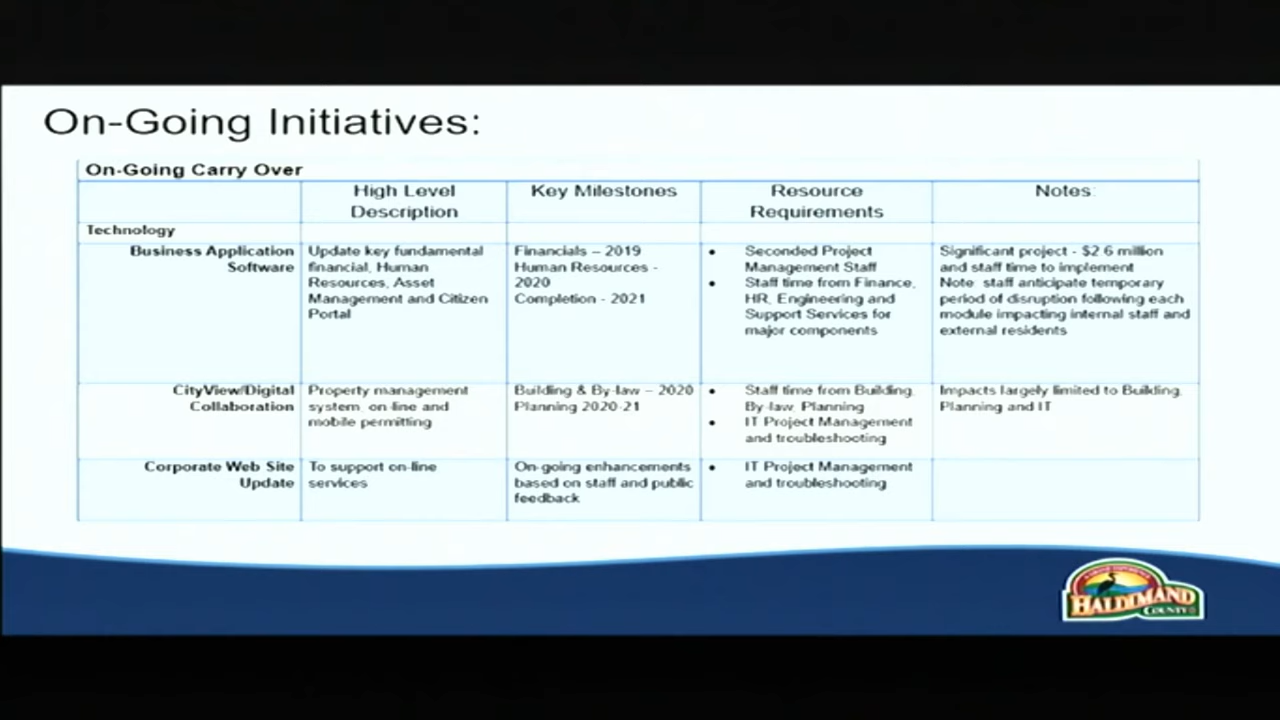 On-Going Initiatives:
On-Going Carry Over
High Level
Description
Key Milestones
Resource
Requirements
Notes:
Technology
Business Application
Software
Update key fundamental
financial, Human
Resources, Asset
Management and Citizen
Portal
Financials – 2019
Human Resources -
2020
Completion - 2021
• Seconded Project
Management Staff
• Staff time from Finance,
HR, Engineering and
Support Services for
major components
Significant project - $2.6 million
and staff time to implement
Note: staff anticipate temporary
period of disruption following each
module impacting internal staff and
external residents
CityView/Digital
Collaboration
Property management
system, on-line and
mobile permitting
Building & By-law – 2020
Planning 2020-21
• Staff time from Building,
By-law, Planning
• IT Project Management
and troubleshooting
Impacts largely limited to Building,
Planning and IT
Corporate Web Site
Update
To support on-line
services
On-going enhancements
based on staff and public
feedback
• IT Project Management
and troubleshooting
HALDIMAND
COUNTY